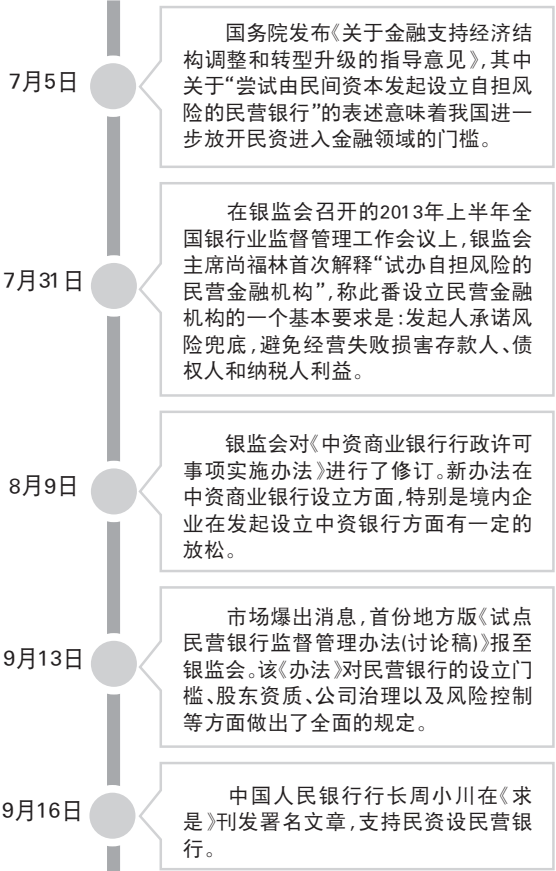 7月5日
国务院发布《关于金融支持经济结
构调整和转型升级的指导意见》，其中
关于“尝试由民间资本发起设立自担风
险的民营银行”的表述意味着我国进一
步放开民资进入金融领域的门槛。
7月31日
在银监会召开的2013年上半年全
国银行业监督管理工作会议上，银监会
主席尚福林首次解释“试办自担风险的
民营金融机构”，称此番设立民营金融
机构的一个基本要求是：发起人承诺风
险兜底，避免经营失败损害存款人、债
权人和纳税人利益。
8月9日
银监会对《中资商业银行行政许可
事项实施办法》进行了修订。新办法在
中资商业银行设立方面，特别是境内企
业在发起设立中资银行方面有一定的
放松。
9月13日
市场爆出消息，首份地方版《试点
民营银行监督管理办法(讨论稿)》报至
银监会。该《办法》对民营银行的设立门
槛、股东资质、公司治理以及风险控制
等方面做出了全面的规定。
9月16日
中国人民银行行长周小川在《求
是》刊发署名文章，支持民资设民营银
行。